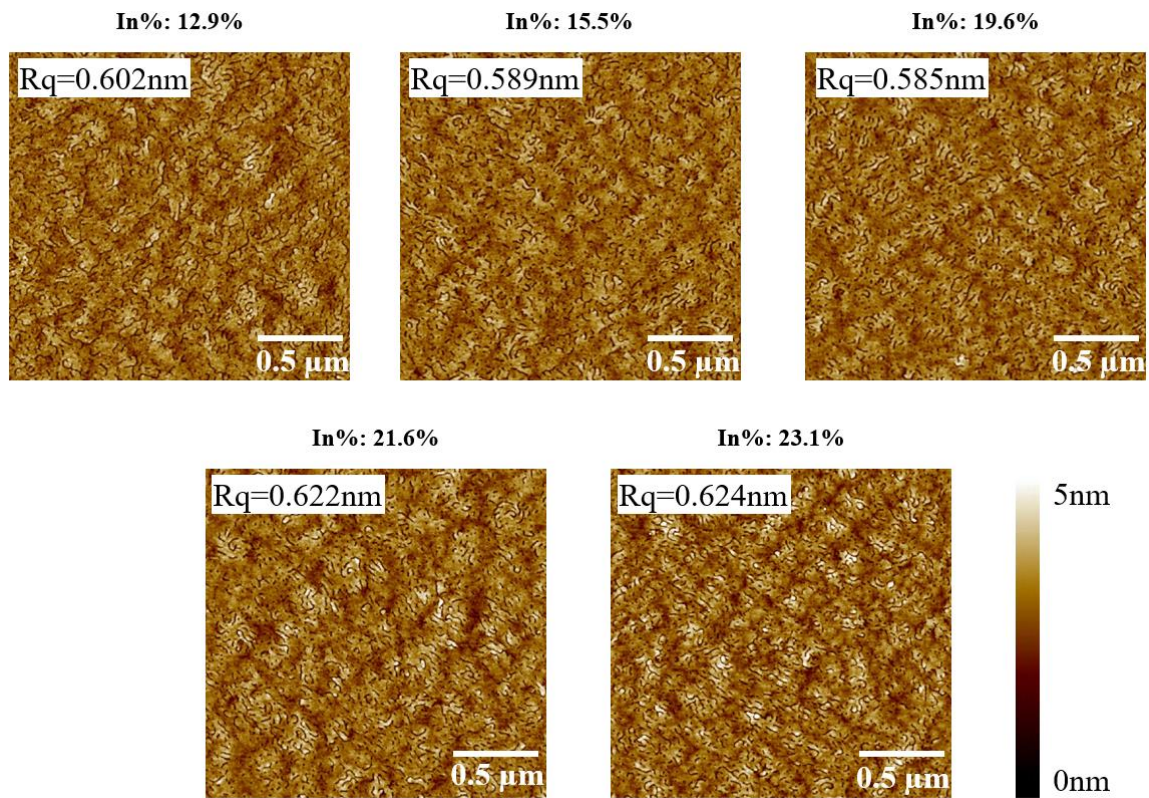 In%: 12.9%
In%: 15.5%
In%: 19.6%
Rq=0.602nm
Rq=0.589nm
Rq=0.585nm
0.5 µm
0.5 µm
0.5 µm
In%: 21.6%
In%: 23.1%
Rq=0.622nm
Rq=0.624nm
5nm
0.5 µm
0.5 µm
0nm